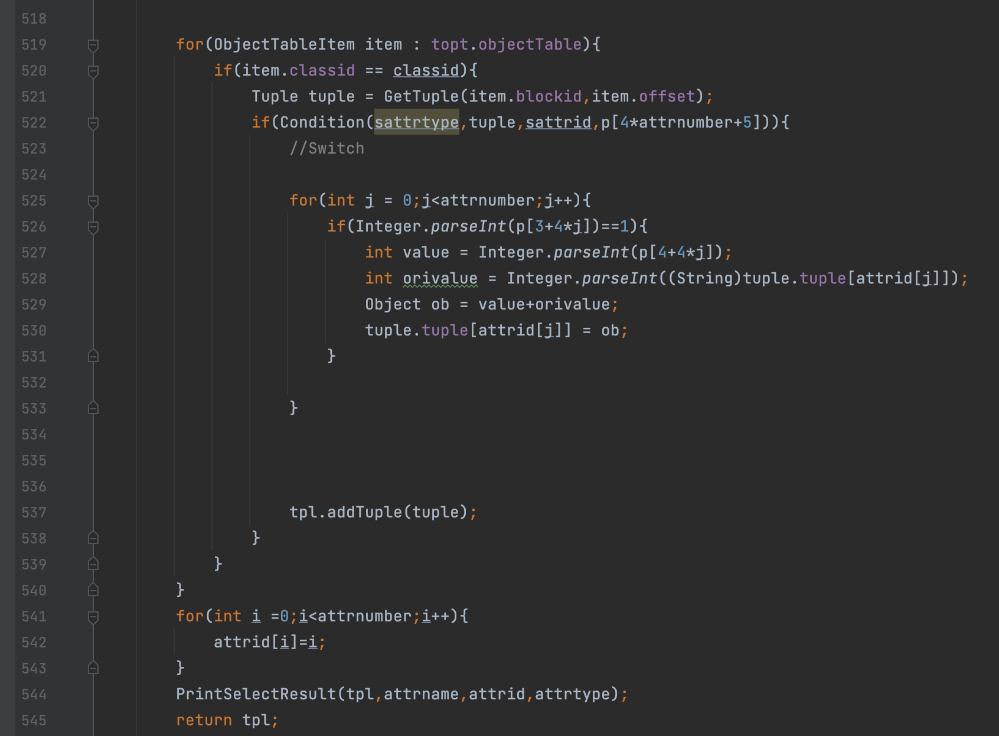 518
519 for(ObjectTableItem item : topt.objectTable){
520 if(item.classid == classid){
521 Tuple tuple = GetTuple(item.blockid,item.offset);
522 if(Condition(sattrtype,tuple,sattrid,p[4*attrnumber+5])){
523 //Switch
524
525 for(int j = 0;j<attrnumber;j++){
526 if(Integer.parseInt(p[3+4*j])==1){
527 int value = Integer.parseInt(p[4+4*j]);
528 int orivalue = Integer.parseInt((String)tuple.tuple[attrid[j]]);
529 Object ob = value+orivalue;
530 tuple.tuple[attrid[j]] = ob;
531 }
532
533 }
534
535
536
537 tpl.addTuple(tuple);
538 }
539 }
540 }
541 for(int i =0;i<attrnumber;i++){
542 attrid[i]=i;
543 }
544 PrintSelectResult(tpl,attrname,attrid,attrtype);
545 return tpl;